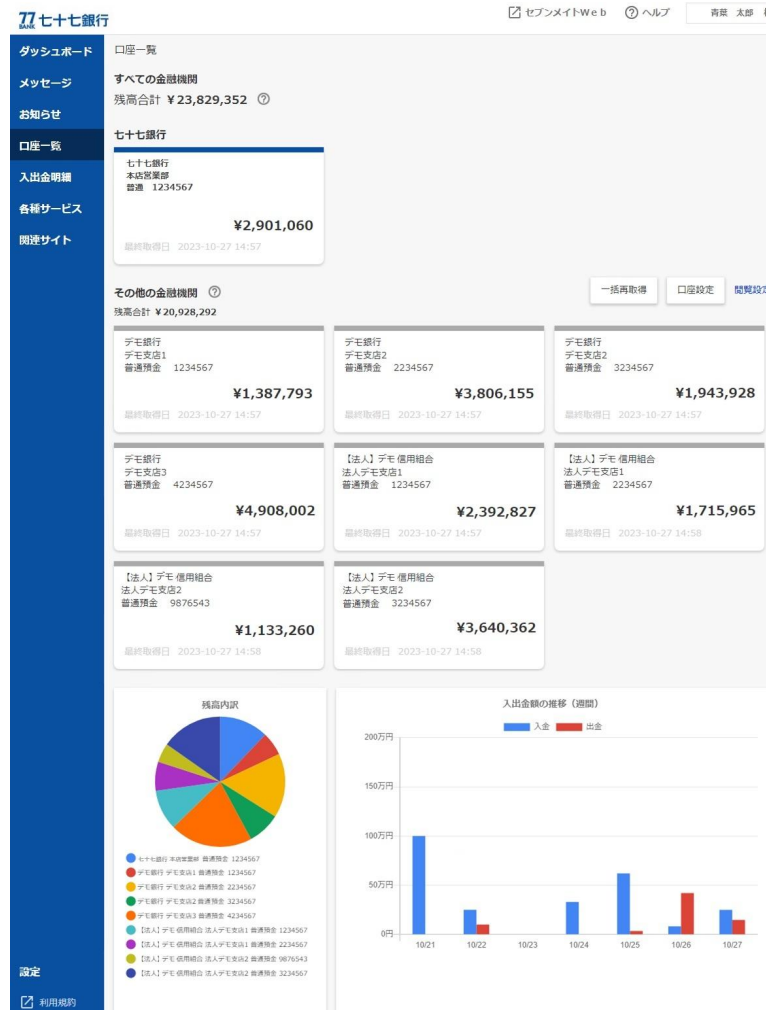 77 BANK 七十七銀行
セブンメイトWeb
ヘルプ
青葉 太郎
ダッシュボード
メッセージ
お知らせ
口座一覧
入出金明細
各種サービス
関連サイト
設定
利用規約
口座一覧
すべての金融機関
残高合計 ¥23,829,352
七十七銀行
七十七銀行
本店営業部
普通 1234567
¥2,901,060
最終取得日 2023-10-27 14:57
その他の金融機関
一括再取得
口座設定
閲覧設定
残高合計 ¥20,928,292
デモ銀行
デモ支店1
普通預金 1234567
¥1,387,793
最終取得日 2023-10-27 14:57
デモ銀行
デモ支店2
普通預金 2234567
¥3,806,155
最終取得日 2023-10-27 14:57
デモ銀行
デモ支店2
普通預金 3234567
¥1,943,928
最終取得日 2023-10-27 14:57
デモ銀行
デモ支店3
普通預金 4234567
¥4,908,002
最終取得日 2023-10-27 14:57
【法人】デモ信用組合
法人デモ支店1
普通預金 1234567
¥2,392,827
最終取得日 2023-10-27 14:57
【法人】デモ信用組合
法人デモ支店1
普通預金 2234567
¥1,715,965
最終取得日 2023-10-27 14:58
【法人】デモ信用組合
法人デモ支店2
普通預金 9876543
¥1,133,260
最終取得日 2023-10-27 14:58
【法人】デモ信用組合
法人デモ支店2
普通預金 3234567
¥3,640,362
最終取得日 2023-10-27 14:58
残高内訳
七十七銀行 本店営業部 普通預金 1234567
デモ銀行 デモ支店1 普通預金 1234567
デモ銀行 デモ支店2 普通預金 2234567
デモ銀行 デモ支店2 普通預金 3234567
デモ銀行 デモ支店3 普通預金 4234567
【法人】デモ信用組合 法人デモ支店1 普通預金 1234567
【法人】デモ信用組合 法人デモ支店1 普通預金 2234567
【法人】デモ信用組合 法人デモ支店2 普通預金 9876543
【法人】デモ信用組合 法人デモ支店2 普通預金 3234567
入出金額の推移（週間）
入金 出金
200万円
150万円
100万円
50万円
0円
10/21 10/22 10/23 10/24 10/25 10/26 10/27